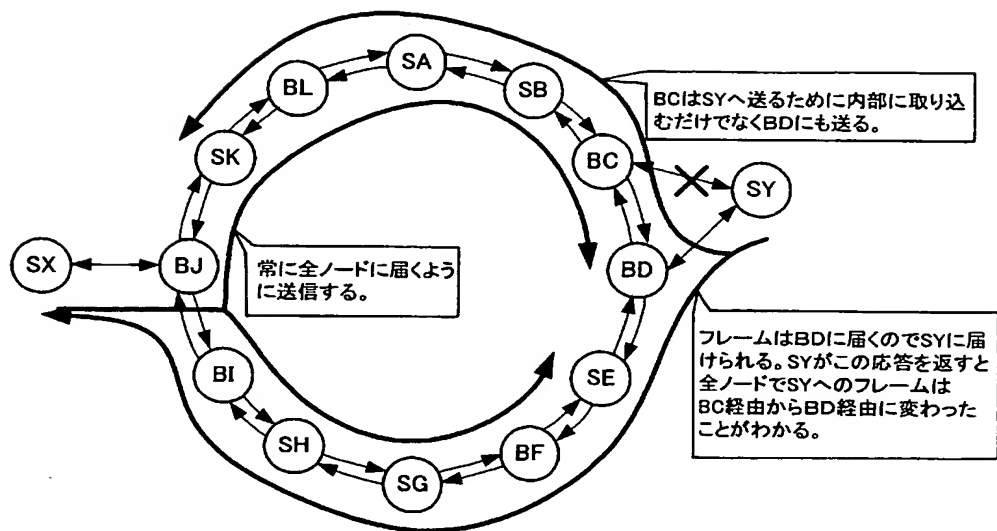 SA
BL
SB
BCはSYへ送るために内部に取り込
むだけでなくBDにも送る。
SK
BC
SY
SX
BJ
常に全ノードに届くよう
に送信する。
BD
フレームはBDに届くのでSYに届
けられる。SYがこの応答を返すと
全ノードでSYへのフレームは
BC経由からBD経由に変わった
ことがわかる。
BI
SE
SH
BF
SG